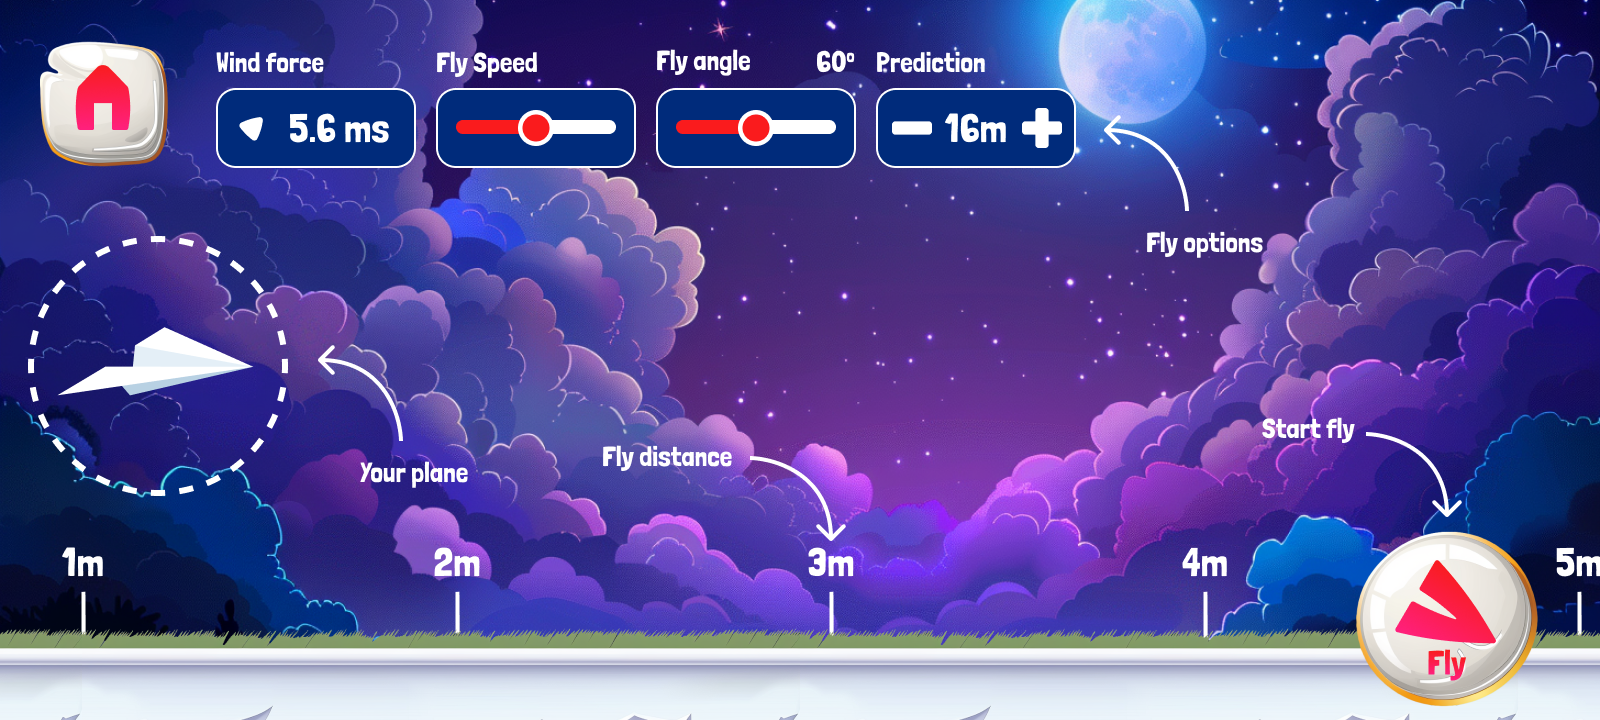 Wind force
5.6 ms
Fly Speed
Fly angle 60°
Prediction
16m
Fly options
Your plane
Fly distance
Start fly
1m
2m
3m
4m
5m
Fly